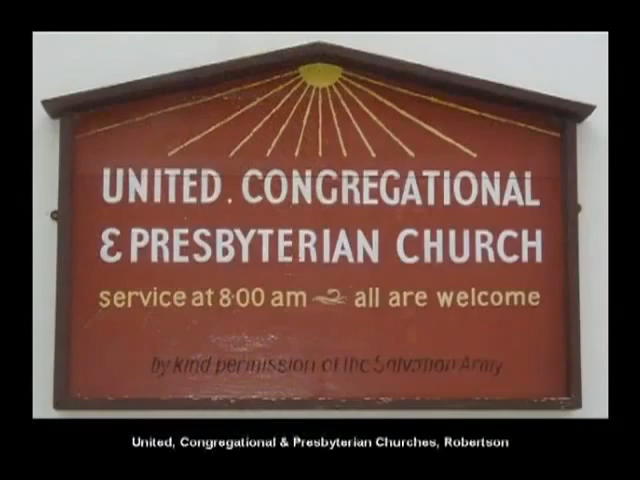 UNITED. CONGREGATIONAL
& PRESBYTERIAN CHURCH
service at 8·00 am all are welcome
by kind permission of the Salvation Army
United, Congregational & Presbyterian Churches, Robertson